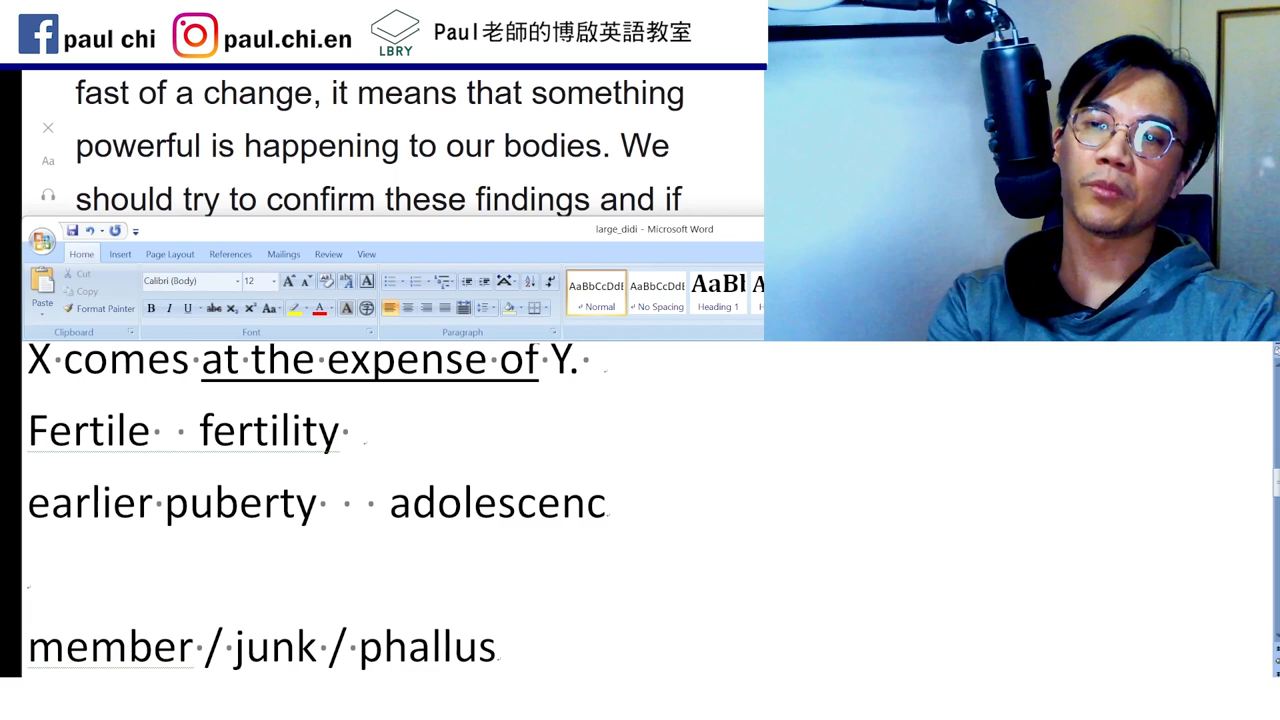 paul chi
paul.chi.en
LBRY
Paul老師的博啟英語教室
fast of a change, it means that something
powerful is happening to our bodies. We
should try to confirm these findings and if
Aa
large_didi - Microsoft Word
Home Insert Page Layout References Mailings Review View
Paste
Cut
Copy
Format Painter
Clipboard
Calibri (Body) 12
Font
Paragraph
AaBbCcDdE AaBbCcDdE AaBbC
Normal No Spacing Heading 1
X comes at the expense of Y.
Fertile fertility
earlier puberty adolescenc
member / junk / phallus